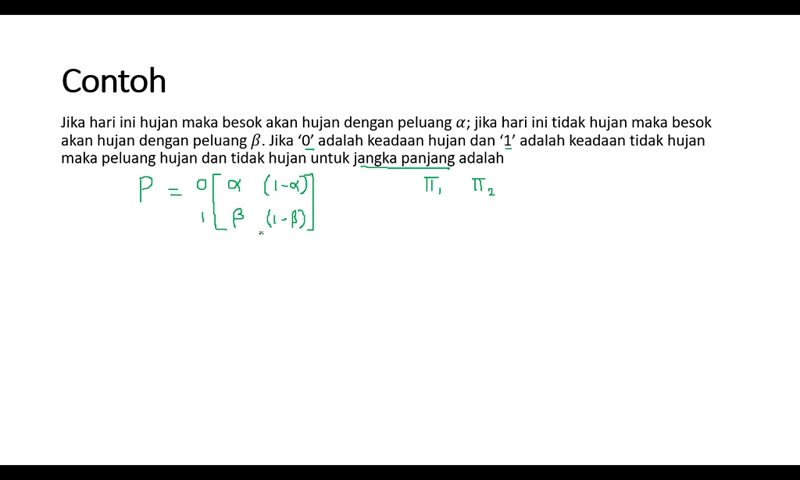 Contoh
Jika hari ini hujan maka besok akan hujan dengan peluang α; jika hari ini tidak hujan maka besok
akan hujan dengan peluang β. Jika ‘0’ adalah keadaan hujan dan ‘1’ adalah keadaan tidak hujan
maka peluang hujan dan tidak hujan untuk jangka panjang adalah
P = 0 [ α (1-α) ] π₁ π₂
1 [ β (1-β) ]